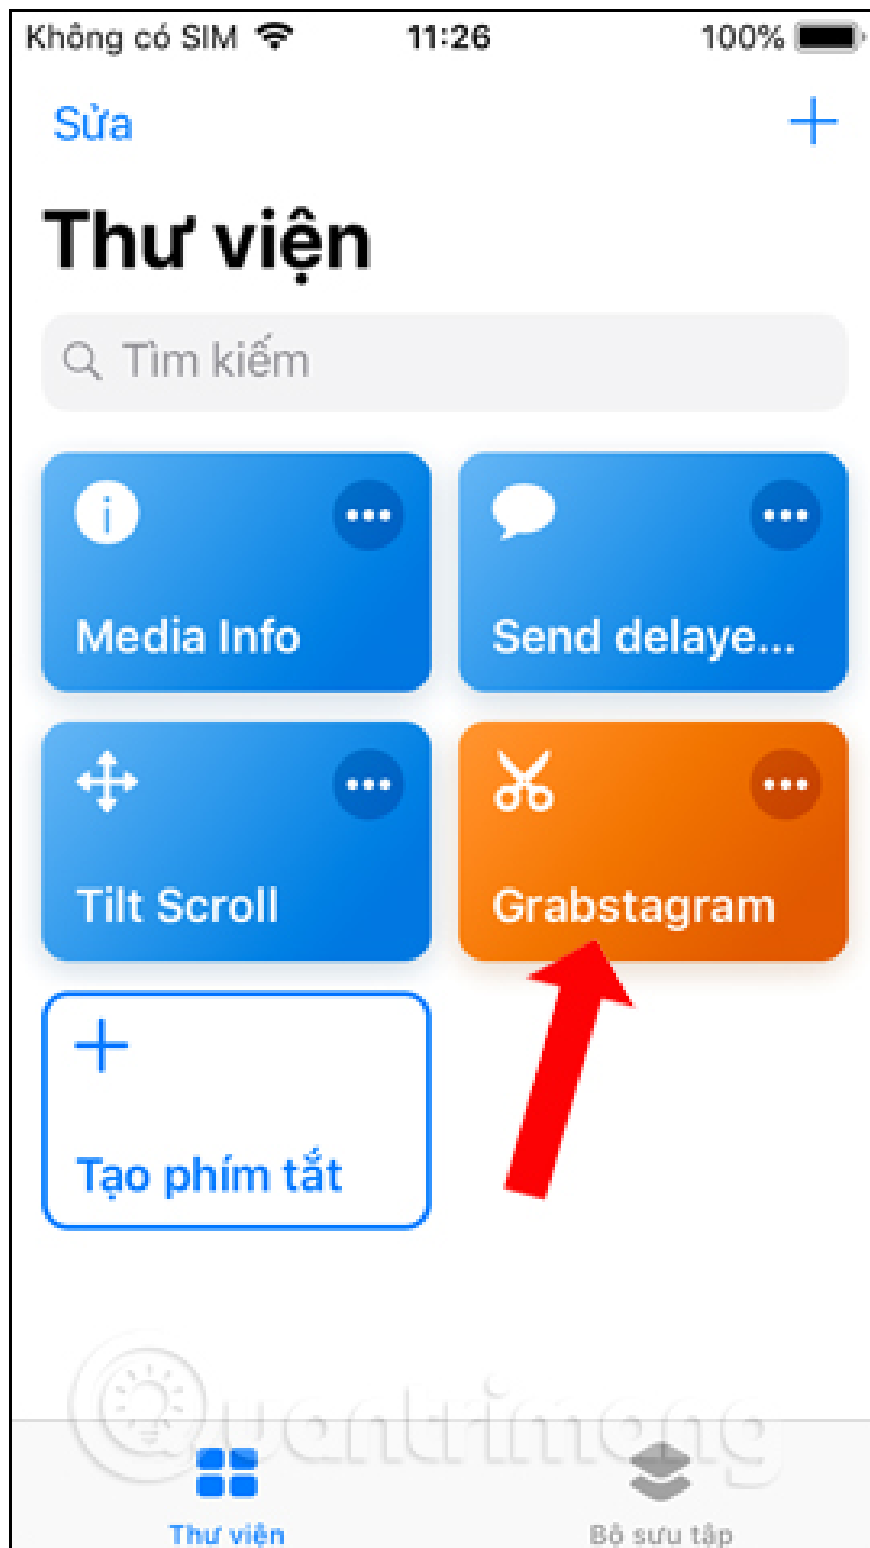 Không có SIM 11:26 100%
Sửa
Thư viện
Tìm kiếm
Media Info
Send delaye...
Tilt Scroll
Grabstagram
Tạo phím tắt
Quantrimang
Thư viện
Bộ sưu tập